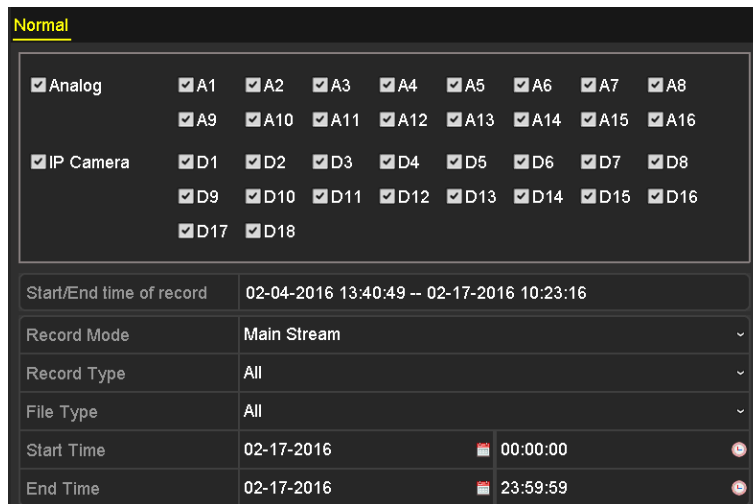 Normal
Analog A1 A2 A3 A4 A5 A6 A7 A8
A9 A10 A11 A12 A13 A14 A15 A16
IP Camera D1 D2 D3 D4 D5 D6 D7 D8
D9 D10 D11 D12 D13 D14 D15 D16
D17 D18
Start/End time of record 02-04-2016 13:40:49 -- 02-17-2016 10:23:16
Record Mode Main Stream
Record Type All
File Type All
Start Time 02-17-2016 00:00:00
End Time 02-17-2016 23:59:59